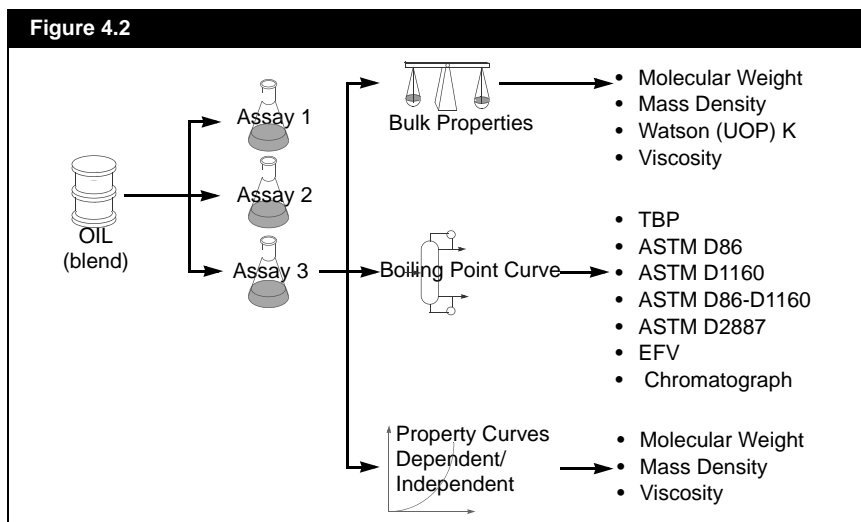 Figure 4.2
OIL
(blend)
Assay 1
Assay 2
Assay 3
Bulk Properties
• Molecular Weight
• Mass Density
• Watson (UOP) K
• Viscosity
Boiling Point Curve
• TBP
• ASTM D86
• ASTM D1160
• ASTM D86-D1160
• ASTM D2887
• EFV
• Chromatograph
Property Curves
Dependent/
Independent
• Molecular Weight
• Mass Density
• Viscosity